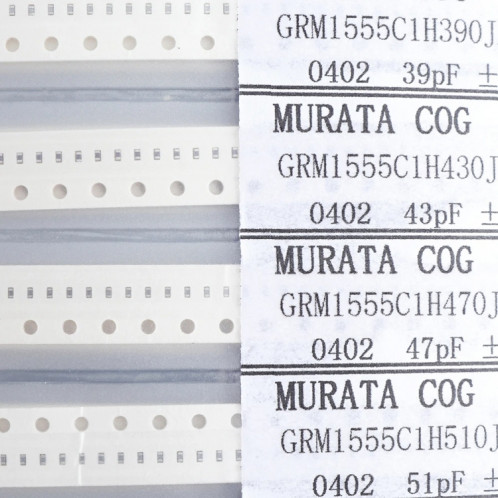 GRM1555C1H390J
0402 39pF ±
MURATA COG
GRM1555C1H430J
0402 43pF ±
MURATA COG
GRM1555C1H470J
0402 47pF ±
MURATA COG
GRM1555C1H510J
0402 51pF ±